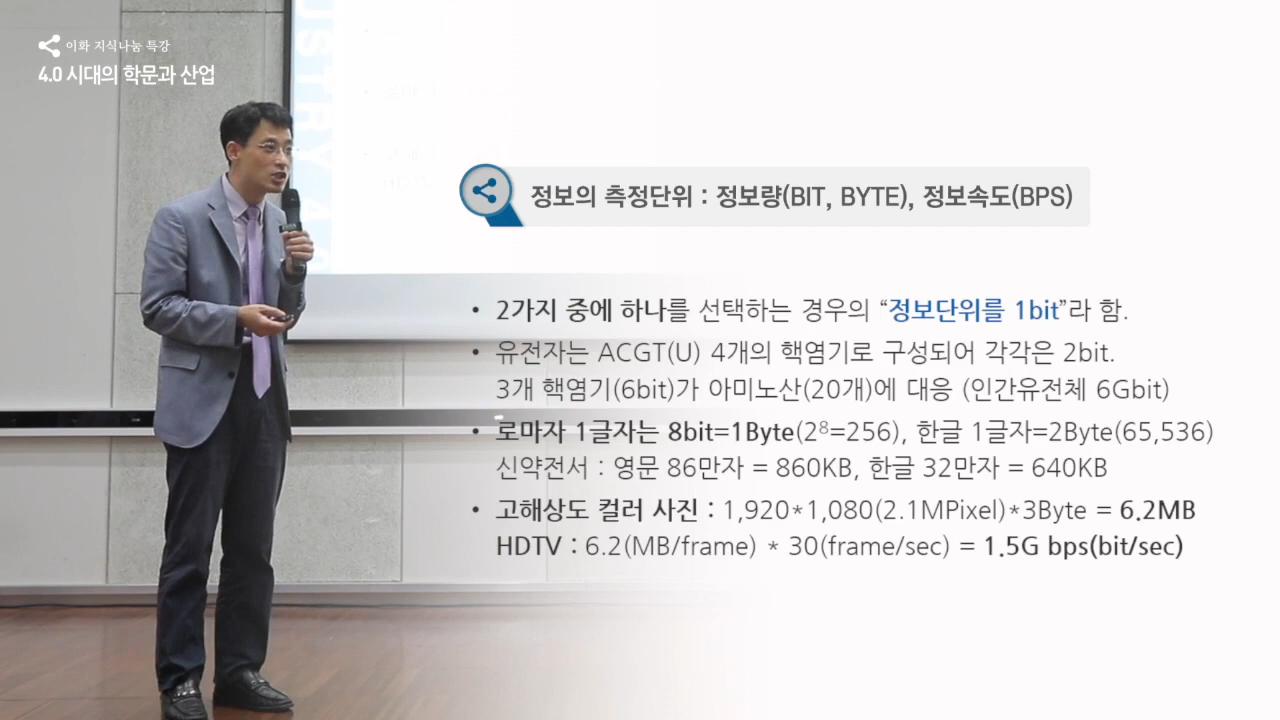 이화 지식나눔 특강
4.0 시대의 학문과 산업
USTRY 4.0
정보의 측정단위 : 정보량(BIT, BYTE), 정보속도(BPS)
• 2가지 중에 하나를 선택하는 경우의 “정보단위를 1bit”라 함.
• 유전자는 ACGT(U) 4개의 핵염기로 구성되어 각각은 2bit.
3개 핵염기(6bit)가 아미노산(20개)에 대응 (인간유전체 6Gbit)
• 로마자 1글자는 8bit=1Byte(2⁸=256), 한글 1글자=2Byte(65,536)
신약전서 : 영문 86만자 = 860KB, 한글 32만자 = 640KB
• 고해상도 컬러 사진 : 1,920*1,080(2.1MPixel)*3Byte = 6.2MB
HDTV : 6.2(MB/frame) * 30(frame/sec) = 1.5G bps(bit/sec)